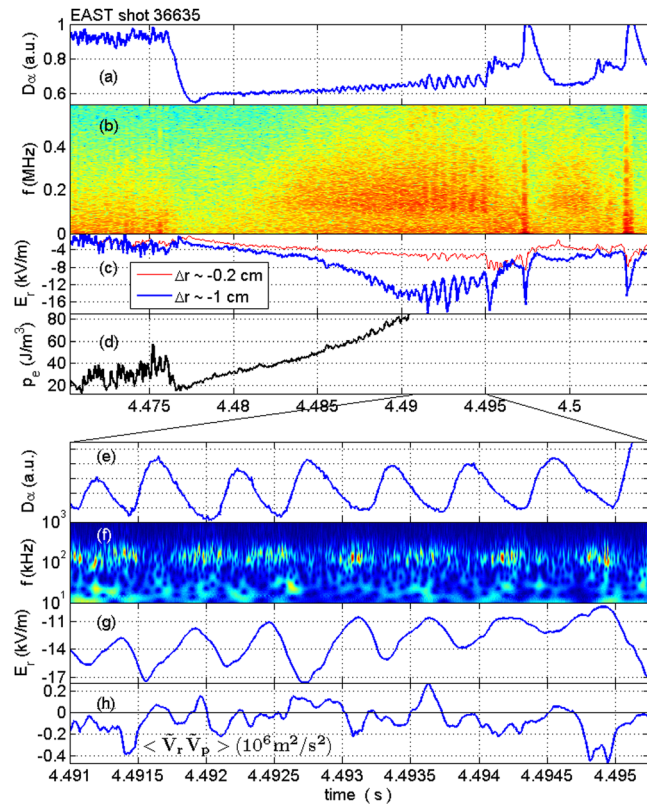 EAST shot 36635
Dα (a.u.)
1
0.8
0.6
(a)
f (MHz)
0.4
0.2
0
(b)
Er (kV/m)
-4
-8
-12
-16
(c)
Δr ~ -0.2 cm
Δr ~ -1 cm
pe (J/m³)
80
60
40
20
(d)
4.475 4.48 4.485 4.49 4.495 4.5
Dα (a.u.)
(e)
f (kHz)
10³
10²
10¹
(f)
Er (kV/m)
-11
-14
-17
(g)
0.2
0
-0.2
-0.4
(h)
< Ṽr Ṽp > (10⁶m²/s²)
4.491 4.4915 4.492 4.4925 4.493 4.4935 4.494 4.4945 4.495
time (s)